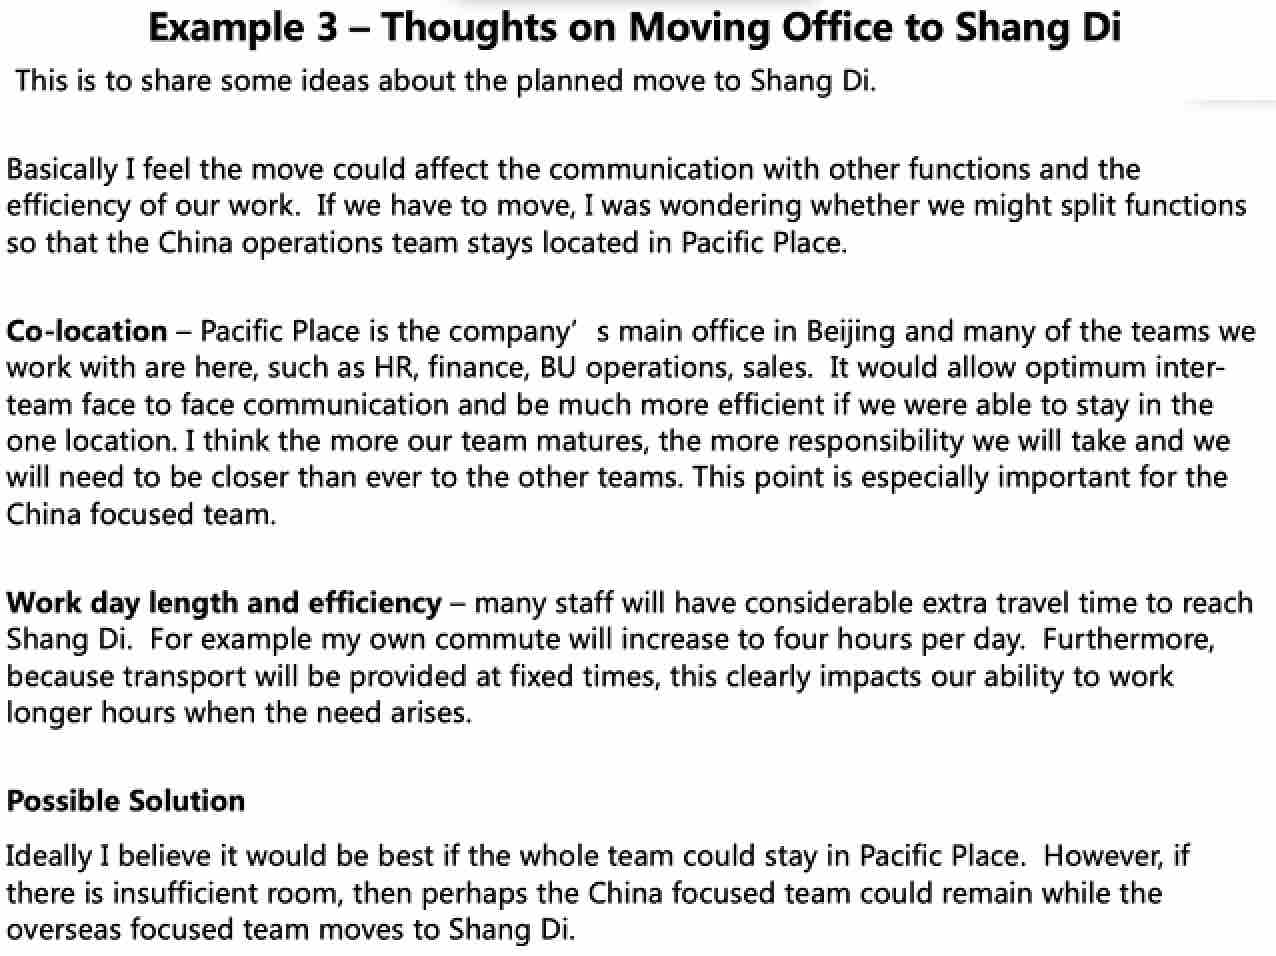 Example 3 – Thoughts on Moving Office to Shang Di
This is to share some ideas about the planned move to Shang Di.
Basically I feel the move could affect the communication with other functions and the
efficiency of our work.  If we have to move, I was wondering whether we might split functions
so that the China operations team stays located in Pacific Place.
Co-location – Pacific Place is the company’ s main office in Beijing and many of the teams we
work with are here, such as HR, finance, BU operations, sales.  It would allow optimum inter-
team face to face communication and be much more efficient if we were able to stay in the
one location. I think the more our team matures, the more responsibility we will take and we
will need to be closer than ever to the other teams. This point is especially important for the
China focused team.
Work day length and efficiency – many staff will have considerable extra travel time to reach
Shang Di.  For example my own commute will increase to four hours per day.  Furthermore,
because transport will be provided at fixed times, this clearly impacts our ability to work
longer hours when the need arises.
Possible Solution
Ideally I believe it would be best if the whole team could stay in Pacific Place.  However, if
there is insufficient room, then perhaps the China focused team could remain while the
overseas focused team moves to Shang Di.